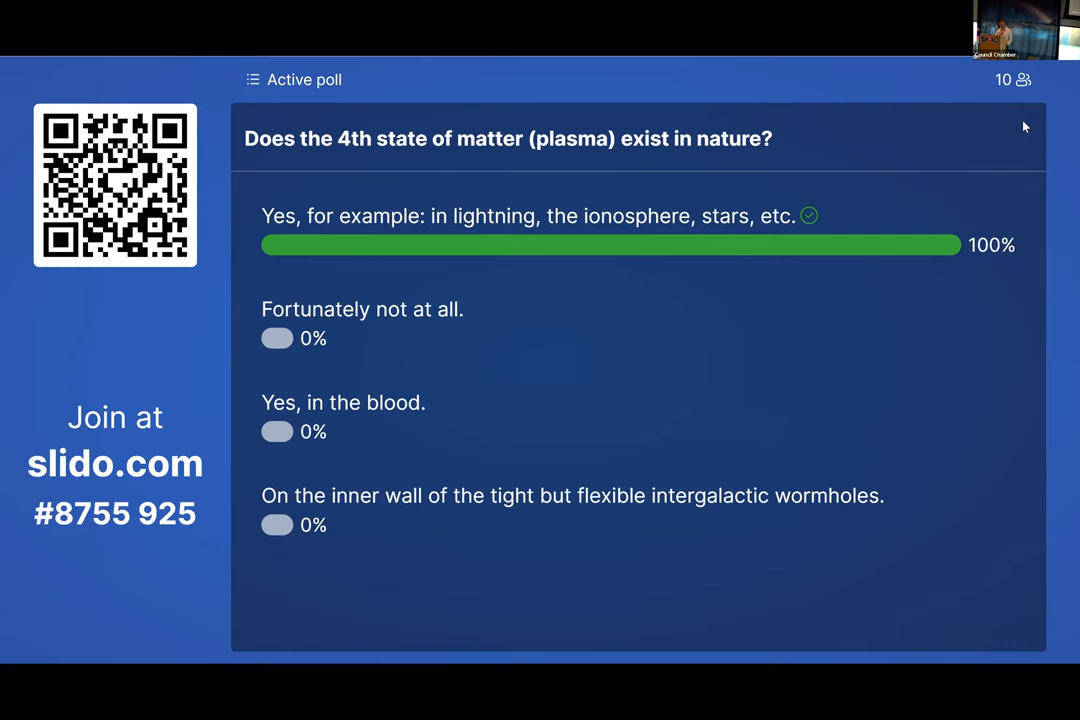 Council Chamber
Active poll
10
Does the 4th state of matter (plasma) exist in nature?
Yes, for example: in lightning, the ionosphere, stars, etc.
100%
Fortunately not at all.
0%
Yes, in the blood.
0%
On the inner wall of the tight but flexible intergalactic wormholes.
0%
Join at
slido.com
#8755 925